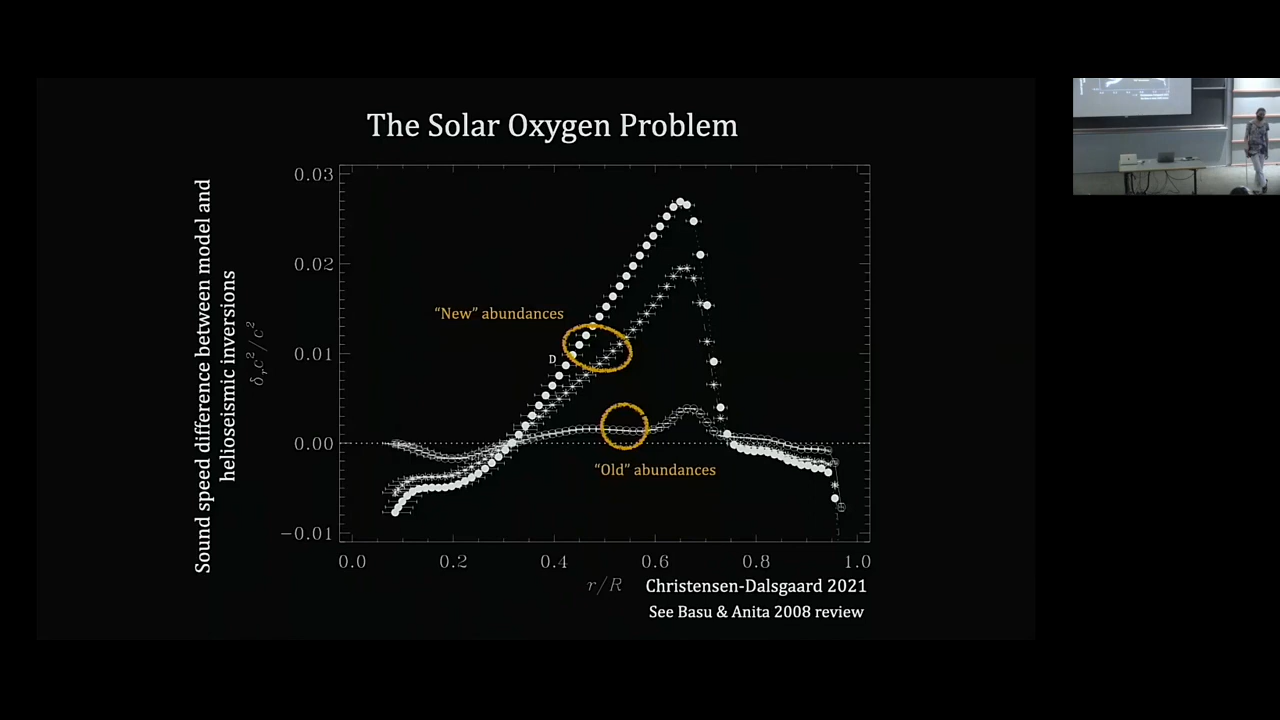 The Solar Oxygen Problem
Sound speed difference between model and
helioseismic inversions
δᵣc²/c²
0.03
0.02
0.01
0.00
−0.01
"New" abundances
D
"Old" abundances
0.0 0.2 0.4 0.6 0.8 1.0
r/R
Christensen-Dalsgaard 2021
See Basu & Anita 2008 review